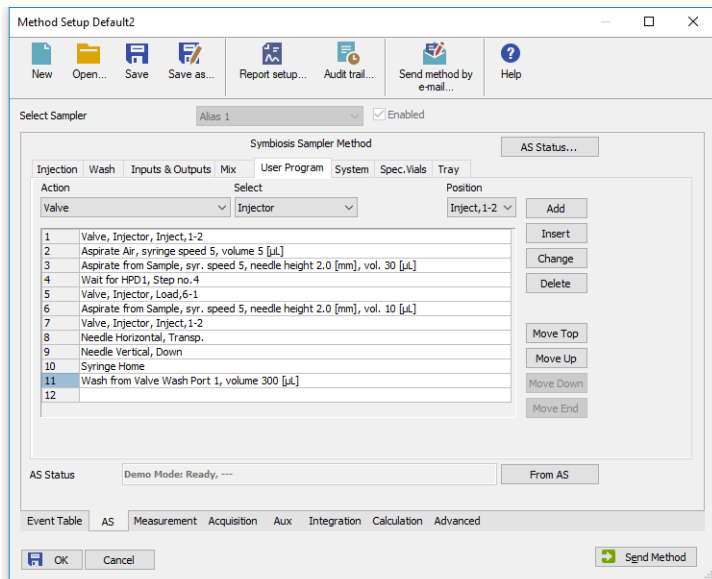 Method Setup Default2
New Open... Save Save as... Report setup... Audit trail... Send method by e-mail... Help
Select Sampler Alias 1 Enabled
Symbiosis Sampler Method AS Status...
Injection Wash Inputs & Outputs Mix User Program System Spec.Vials Tray
Action Select Position
Valve Injector Inject,1-2 Add
Insert
Change
Delete
Move Top
Move Up
Move Down
Move End
1 Valve, Injector, Inject,1-2
2 Aspirate Air, syringe speed 5, volume 5 [µL]
3 Aspirate from Sample, syr. speed 5, needle height 2.0 [mm], vol. 30 [µL]
4 Wait for HPD1, Step no.4
5 Valve, Injector, Load,6-1
6 Aspirate from Sample, syr. speed 5, needle height 2.0 [mm], vol. 10 [µL]
7 Valve, Injector, Inject,1-2
8 Needle Horizontal, Transp.
9 Needle Vertical, Down
10 Syringe Home
11 Wash from Valve Wash Port 1, volume 300 [µL]
12
AS Status Demo Mode: Ready, --- From AS
Event Table AS Measurement Acquisition Aux Integration Calculation Advanced
OK Cancel Send Method